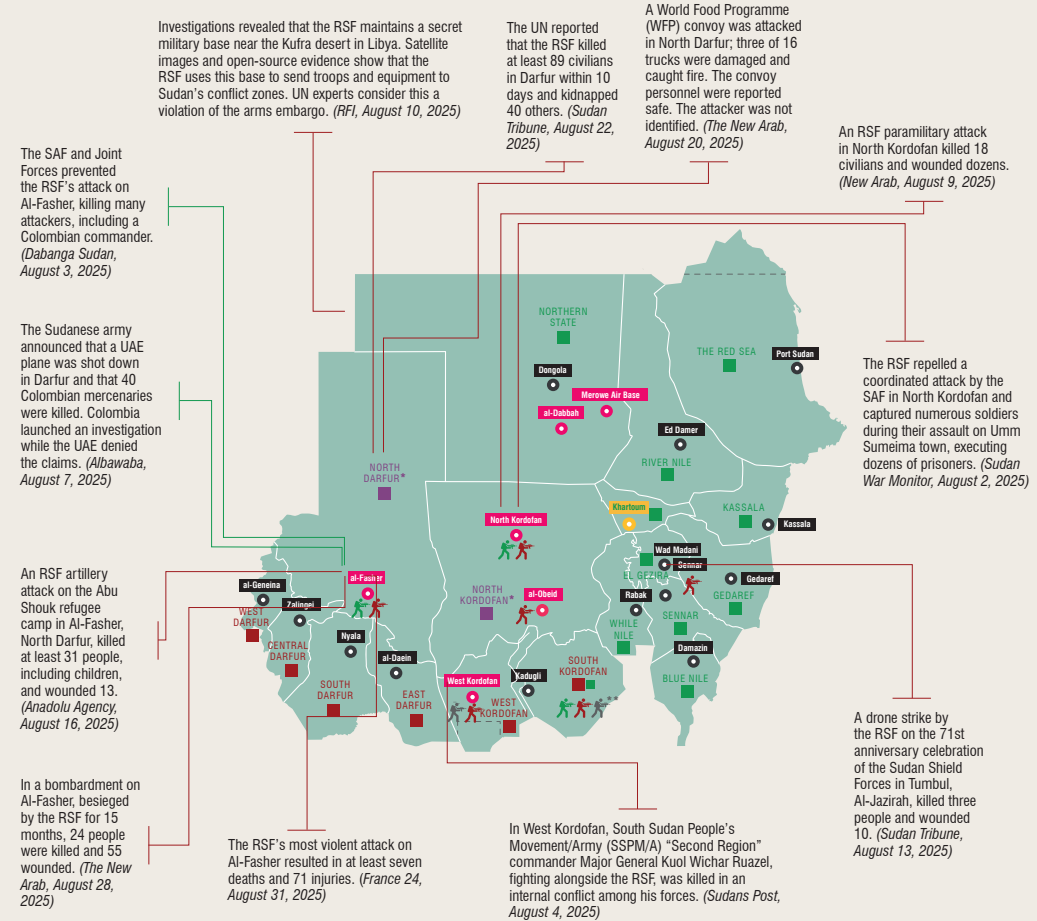 Investigations revealed that the RSF maintains a secret
military base near the Kufra desert in Libya. Satellite
images and open-source evidence show that the
RSF uses this base to send troops and equipment to
Sudan's conflict zones. UN experts consider this a
violation of the arms embargo. (RFI, August 10, 2025)
The UN reported
that the RSF killed
at least 89 civilians
in Darfur within 10
days and kidnapped
40 others. (Sudan
Tribune, August 22,
2025)
A World Food Programme
(WFP) convoy was attacked
in North Darfur; three of 16
trucks were damaged and
caught fire. The convoy
personnel were reported
safe. The attacker was not
identified. (The New Arab,
August 20, 2025)
An RSF paramilitary attack
in North Kordofan killed 18
civilians and wounded dozens.
(New Arab, August 9, 2025)
The SAF and Joint
Forces prevented
the RSF's attack on
Al-Fasher, killing many
attackers, including a
Colombian commander.
(Dabanga Sudan,
August 3, 2025)
The Sudanese army
announced that a UAE
plane was shot down
in Darfur and that 40
Colombian mercenaries
were killed. Colombia
launched an investigation
while the UAE denied
the claims. (Albawaba,
August 7, 2025)
The RSF repelled a
coordinated attack by the
SAF in North Kordofan and
captured numerous soldiers
during their assault on Umm
Sumeima town, executing
dozens of prisoners. (Sudan
War Monitor, August 2, 2025)
NORTHERN
STATE
THE RED SEA
Port Sudan
Dongola
Merowe Air Base
al-Dabbah
Ed Damer
RIVER NILE
NORTH
DARFUR*
Khartoum
KASSALA
Kassala
North Kordofan
Wad Madani
Sennar
EL GEZIRA
Gedaref
GEDAREF
al-Fasher
al-Geneina
Zalingei
WEST
DARFUR
NORTH
KORDOFAN*
al-Obeid
Rabak
WHILE
NILE
SENNAR
Nyala
CENTRAL
DARFUR
al-Daein
Damazin
BLUE NILE
SOUTH
DARFUR
EAST
DARFUR
West Kordofan
Kadugli
WEST
KORDOFAN
SOUTH
KORDOFAN
**
An RSF artillery
attack on the Abu
Shouk refugee
camp in Al-Fasher,
North Darfur, killed
at least 31 people,
including children,
and wounded 13.
(Anadolu Agency,
August 16, 2025)
In a bombardment on
Al-Fasher, besieged
by the RSF for 15
months, 24 people
were killed and 55
wounded. (The New
Arab, August 28,
2025)
The RSF's most violent attack on
Al-Fasher resulted in at least seven
deaths and 71 injuries. (France 24,
August 31, 2025)
In West Kordofan, South Sudan People's
Movement/Army (SSPM/A) “Second Region”
commander Major General Kuol Wichar Ruazel,
fighting alongside the RSF, was killed in an
internal conflict among his forces. (Sudans Post,
August 4, 2025)
A drone strike by
the RSF on the 71st
anniversary celebration
of the Sudan Shield
Forces in Tumbul,
Al-Jazirah, killed three
people and wounded
10. (Sudan Tribune,
August 13, 2025)